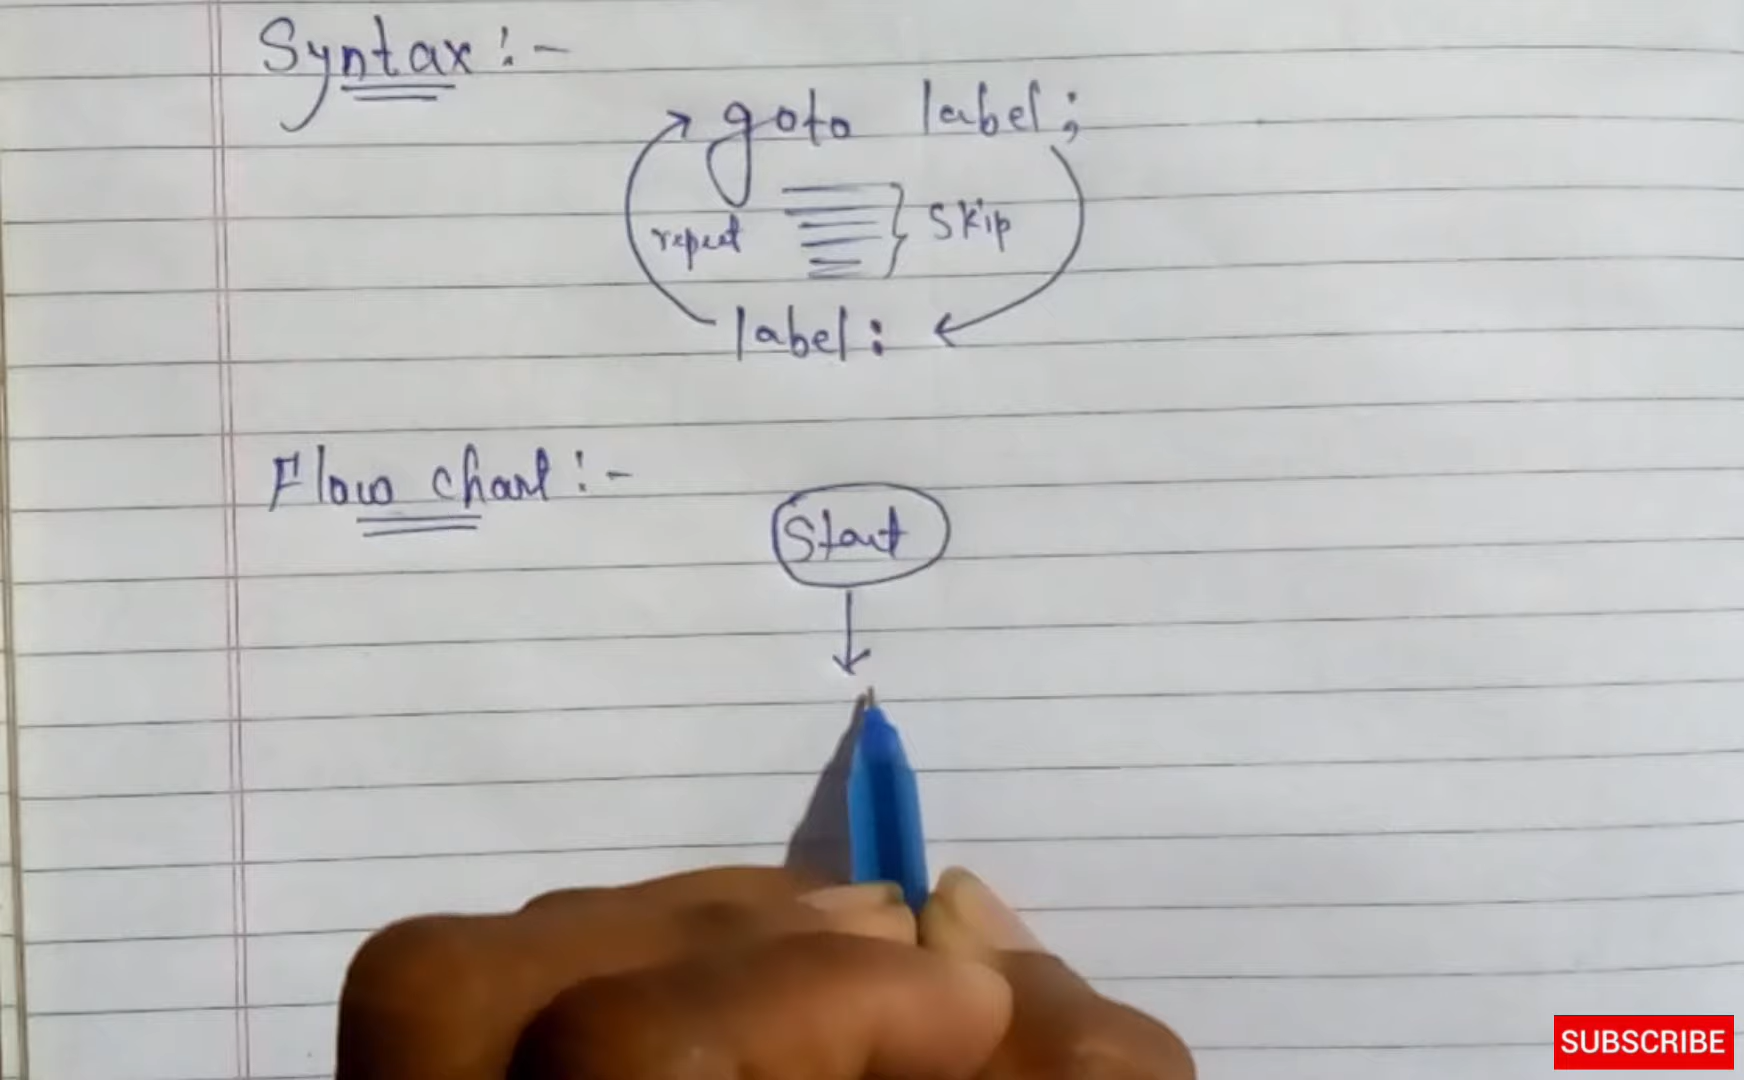 Syntax :-
goto label;
repeat
skip
label:
Flow chart :-
Start
SUBSCRIBE